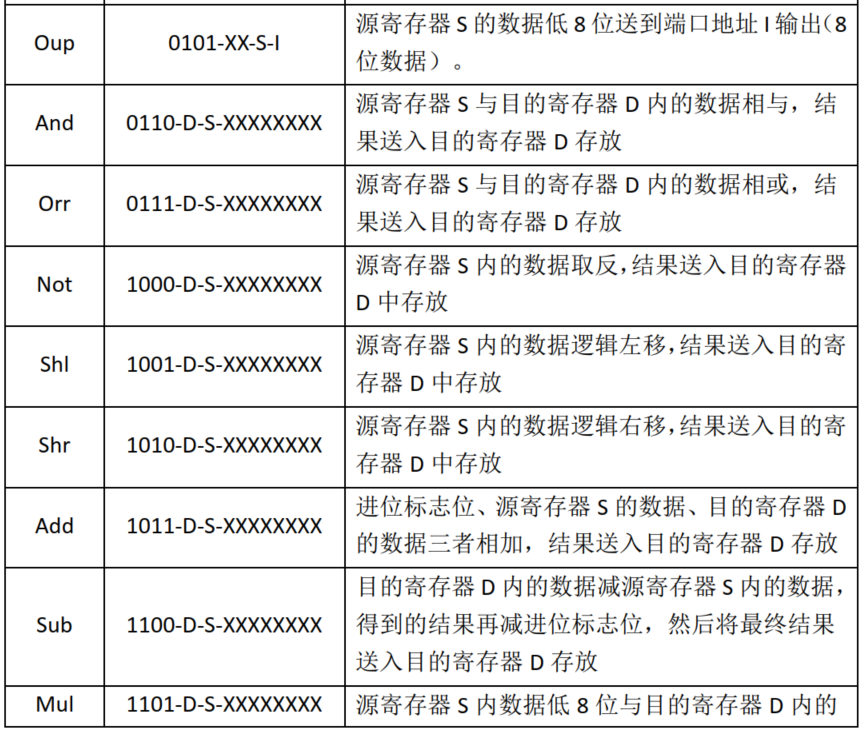 Oup 0101-XX-S-I 源寄存器 S 的数据低 8 位送到端口地址 I 输出(8
位数据）。
And 0110-D-S-XXXXXXXX 源寄存器 S 与目的寄存器 D 内的数据相与，结
果送入目的寄存器 D 存放
Orr 0111-D-S-XXXXXXXX 源寄存器 S 与目的寄存器 D 内的数据相或，结
果送入目的寄存器 D 存放
Not 1000-D-S-XXXXXXXX 源寄存器 S 内的数据取反,结果送入目的寄存器
D 中存放
Shl 1001-D-S-XXXXXXXX 源寄存器 S 内的数据逻辑左移,结果送入目的寄
存器 D 中存放
Shr 1010-D-S-XXXXXXXX 源寄存器 S 内的数据逻辑右移,结果送入目的寄
存器 D 中存放
Add 1011-D-S-XXXXXXXX 进位标志位、源寄存器 S 的数据、目的寄存器 D
的数据三者相加，结果送入目的寄存器 D 存放
Sub 1100-D-S-XXXXXXXX 目的寄存器 D 内的数据减源寄存器 S 内的数据，
得到的结果再减进位标志位，然后将最终结果
送入目的寄存器 D 存放
Mul 1101-D-S-XXXXXXXX 源寄存器 S 内数据低 8 位与目的寄存器 D 内的